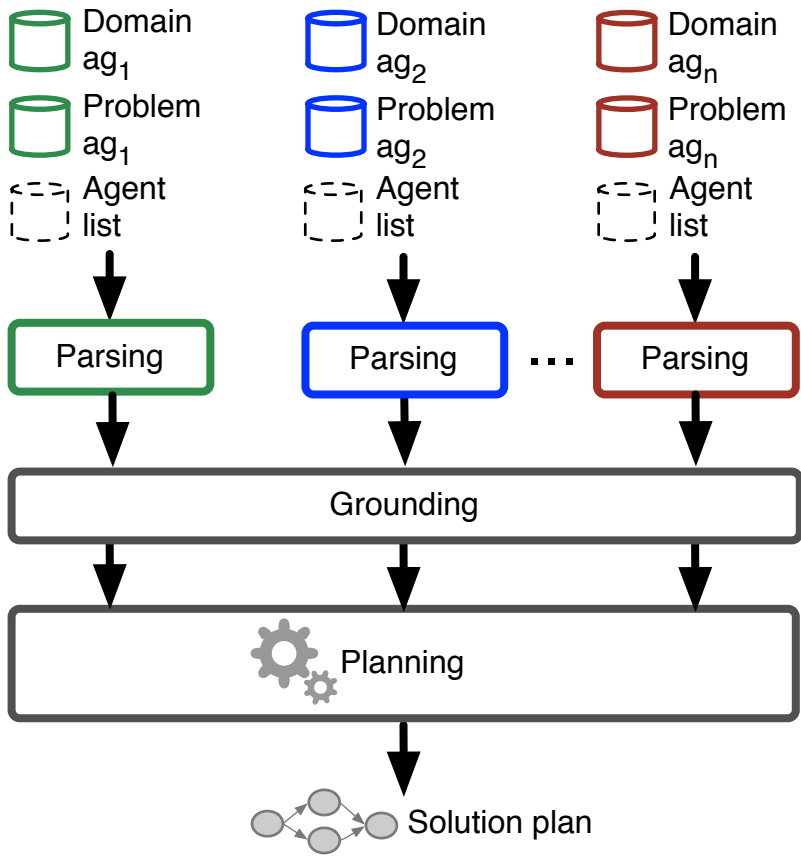 Domain
ag1
Problem
ag1
Agent
list
Domain
ag2
Problem
ag2
Agent
list
Domain
agn
Problem
agn
Agent
list
Parsing
Parsing
...
Parsing
Grounding
Planning
Solution plan